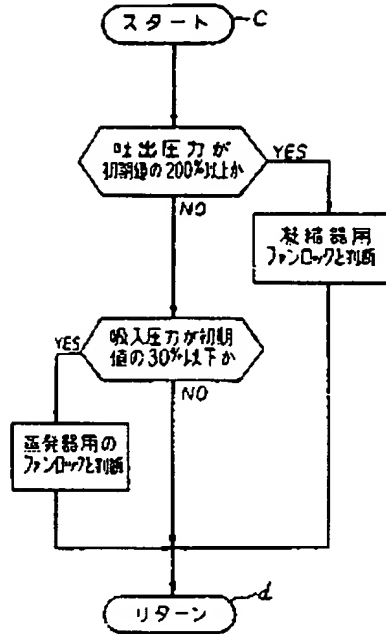 スタート
C
吐出圧力が
初期値の200%以上か
YES
NO
凝縮器用
ファンロックと判断
吸入圧力が初期
値の30%以下か
YES
NO
蒸発器用の
ファンロックと判断
リターン
d